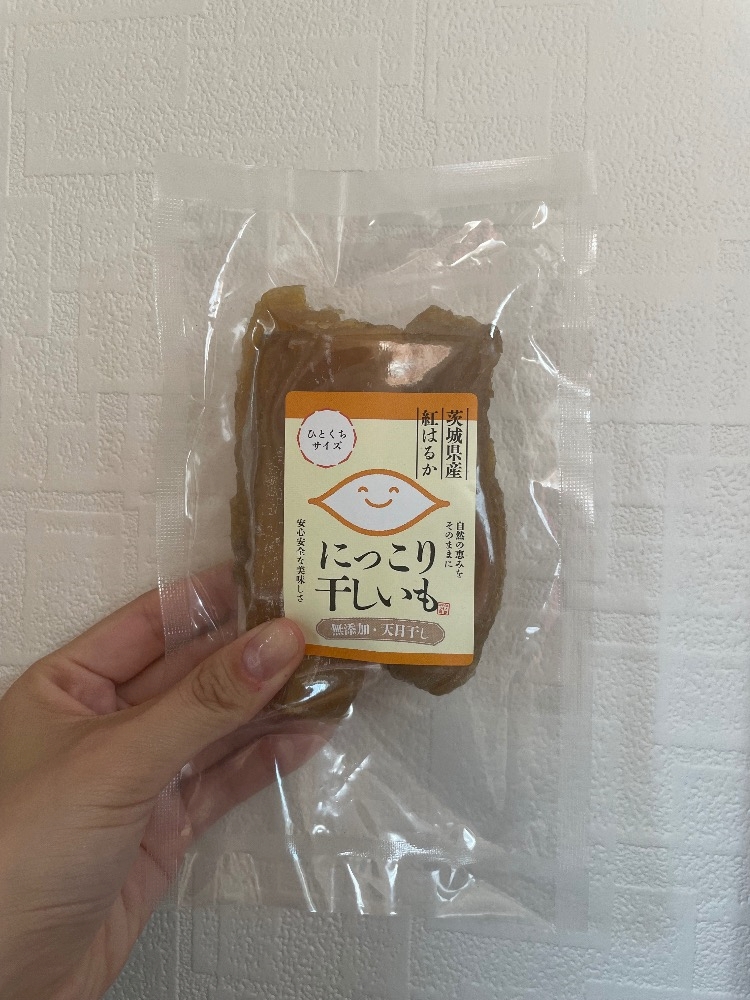 ひとくち
サイズ
茨城県産
紅はるか
自然の恵みを
そのままに
にっこり
干しいも
安心安全な美味しさ
無添加・天日干し